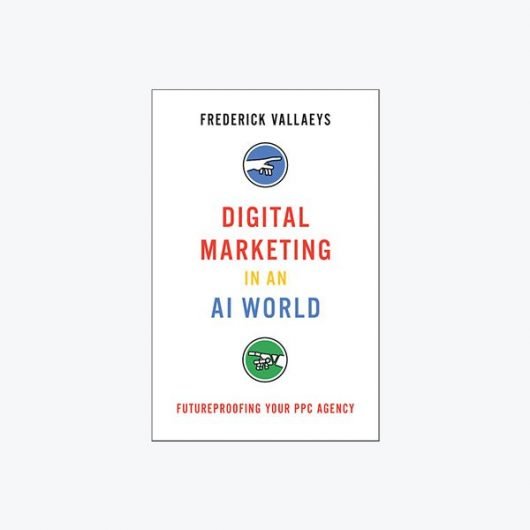 FREDERICK VALLAEYS
DIGITAL
MARKETING
IN AN
AI WORLD
FUTUREPROOFING YOUR PPC AGENCY